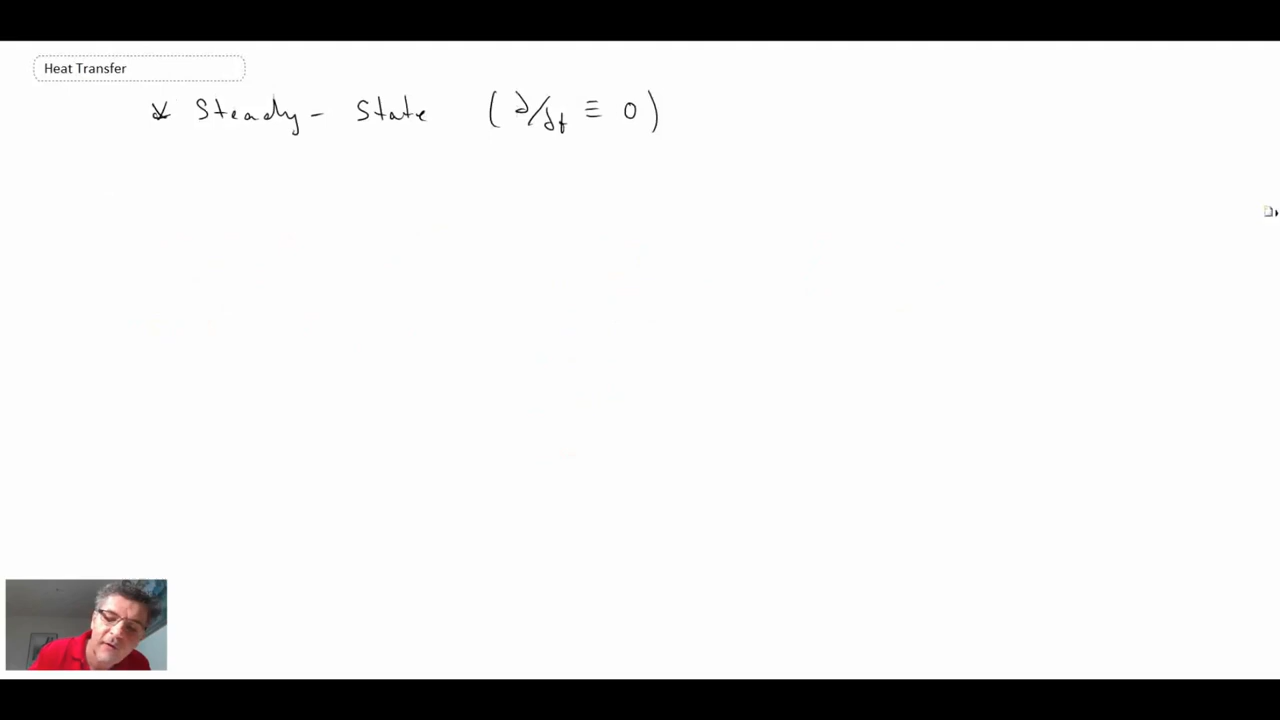 Heat Transfer
* Steady - State (∂/∂t ≡ 0)